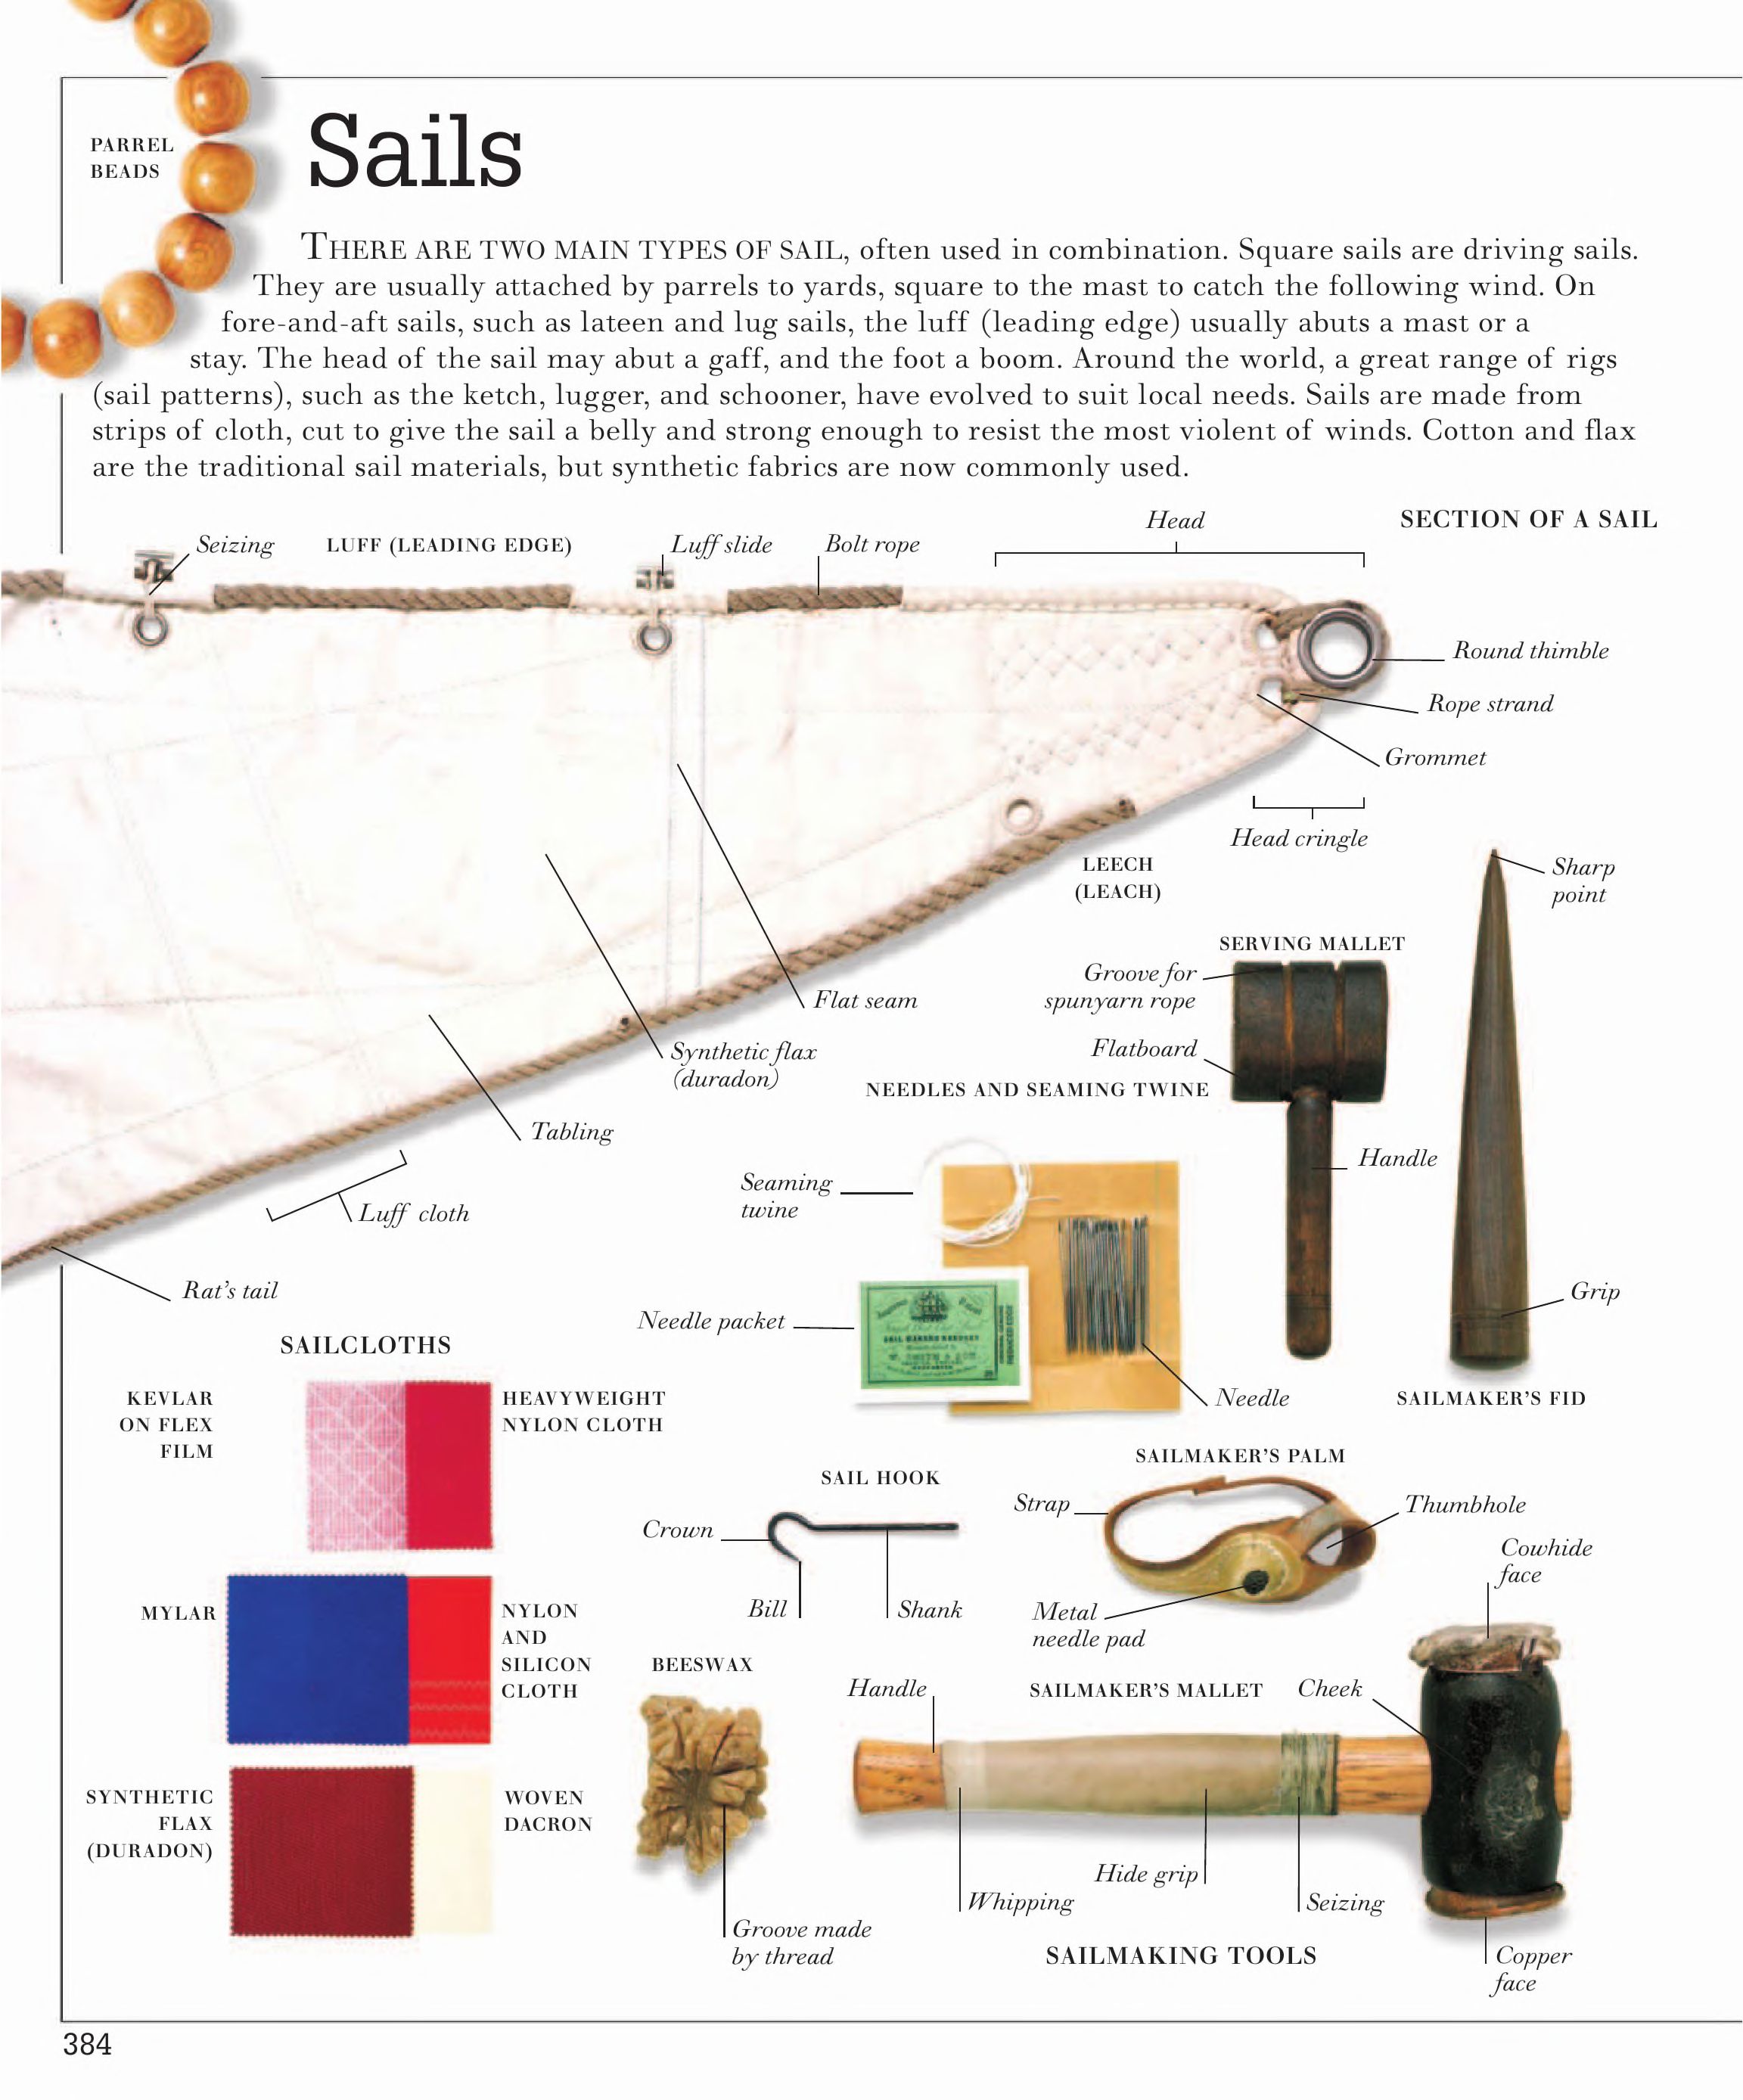 PARREL
BEADS
Sails
THERE ARE TWO MAIN TYPES OF SAIL, often used in combination. Square sails are driving sails.
They are usually attached by parrels to yards, square to the mast to catch the following wind. On
fore-and-aft sails, such as lateen and lug sails, the luff (leading edge) usually abuts a mast or a
stay. The head of the sail may abut a gaff, and the foot a boom. Around the world, a great range of rigs
(sail patterns), such as the ketch, lugger, and schooner, have evolved to suit local needs. Sails are made from
strips of cloth, cut to give the sail a belly and strong enough to resist the most violent of winds. Cotton and flax
are the traditional sail materials, but synthetic fabrics are now commonly used.
SECTION OF A SAIL
Head
Seizing
LUFF (LEADING EDGE)
Luff slide
Bolt rope
Round thimble
Rope strand
Grommet
Head cringle
LEECH
(LEACH)
Flat seam
Synthetic flax
(duradon)
Tabling
Luff cloth
Rat's tail
Sharp
point
SERVING MALLET
Groove for
spunyarn rope
Flatboard
Handle
Grip
SAILMAKER'S FID
NEEDLES AND SEAMING TWINE
Seaming
twine
Needle packet
SAIL MAKERS NEEDLES
W. SMITH & SON
REDUCED EDGE
Needle
SAILCLOTHS
KEVLAR
ON FLEX
FILM
HEAVYWEIGHT
NYLON CLOTH
MYLAR
NYLON
AND
SILICON
CLOTH
SYNTHETIC
FLAX
(DURADON)
WOVEN
DACRON
SAIL HOOK
Crown
Bill
Shank
SAILMAKER'S PALM
Strap
Thumbhole
Metal
needle pad
BEESWAX
Groove made
by thread
SAILMAKER'S MALLET
Handle
Cheek
Cowhide
face
Whipping
Hide grip
Seizing
Copper
face
SAILMAKING TOOLS
384